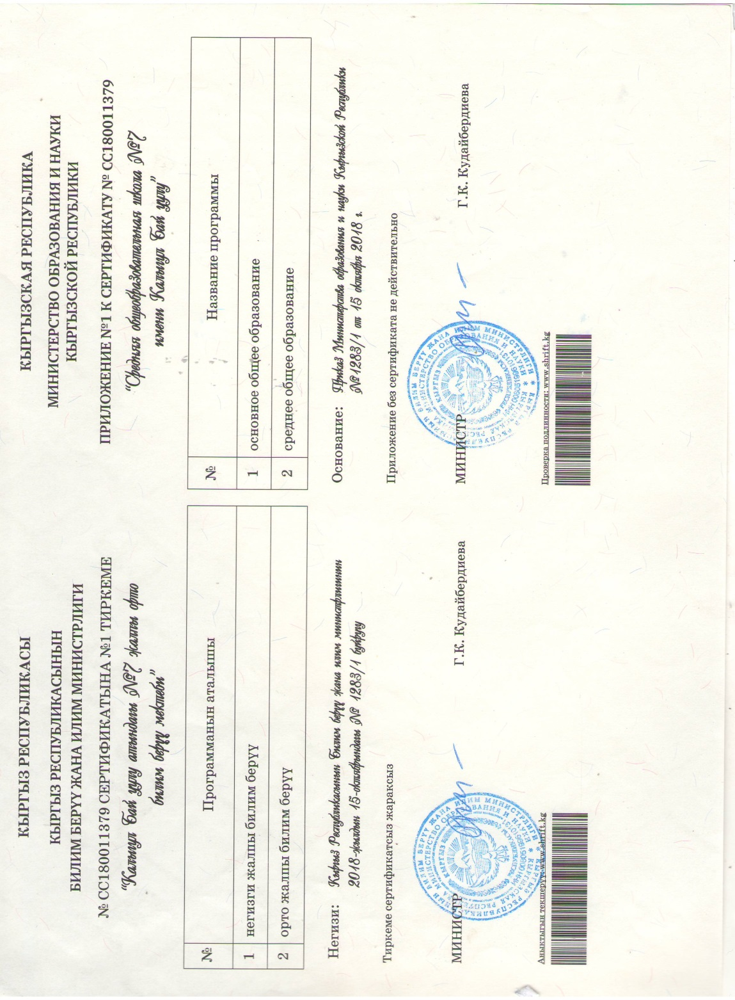 КЫРГЫЗ РЕСПУБЛИКАСЫ
КЫРГЫЗ РЕСПУБЛИКАСЫНЫН
БИЛИМ БЕРҮҮ ЖАНА ИЛИМ МИНИСТРЛИГИ
№ СС180011379 СЕРТИФИКАТЫНА №1 ТИРКЕМЕ
“Калыгул Бай уулу атындагы №7 жалпы орто
билим берүү мектеби”
№
Программанын аталышы
1
негизги жалпы билим берүү
2
орто жалпы билим берүү
Негизи:
Кыргыз Республикасынын Билим берүү жана илим министрлигинин
2018-жылдын 15-октябрындагы № 1283/1 буйругу
Тиркеме сертификатсыз жараксыз
МИНИСТР
Г.К. Кудайбердиева
Аныктыгын текшерүү: www.shrift.kg
КЫРГЫЗСКАЯ РЕСПУБЛИКА
МИНИСТЕРСТВО ОБРАЗОВАНИЯ И НАУКИ
КЫРГЫЗСКОЙ РЕСПУБЛИКИ
ПРИЛОЖЕНИЕ №1 К СЕРТИФИКАТУ № СС180011379
“Средняя общеобразовательная школа №7
имени Калыгул Бай уулу”
№
Название программы
1
основное общее образование
2
среднее общее образование
Основание:
Приказ Министерства образования и науки Кыргызской Республики
№1283/1 от 15 октября 2018 г.
Приложение без сертификата не действительно
МИНИСТР
Г.К. Кудайбердиева
Проверка подлинности: www.shrift.kg